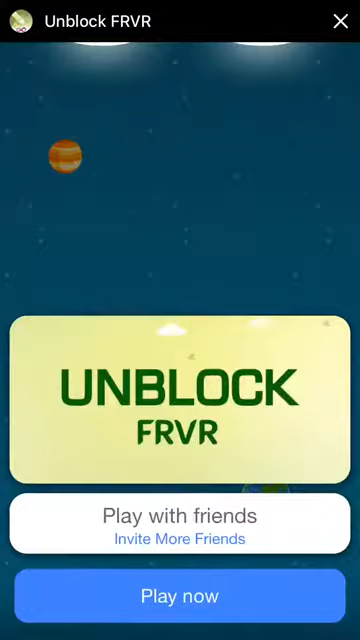 Unblock FRVR
UNBLOCK
FRVR
Play with friends
Invite More Friends
Play now